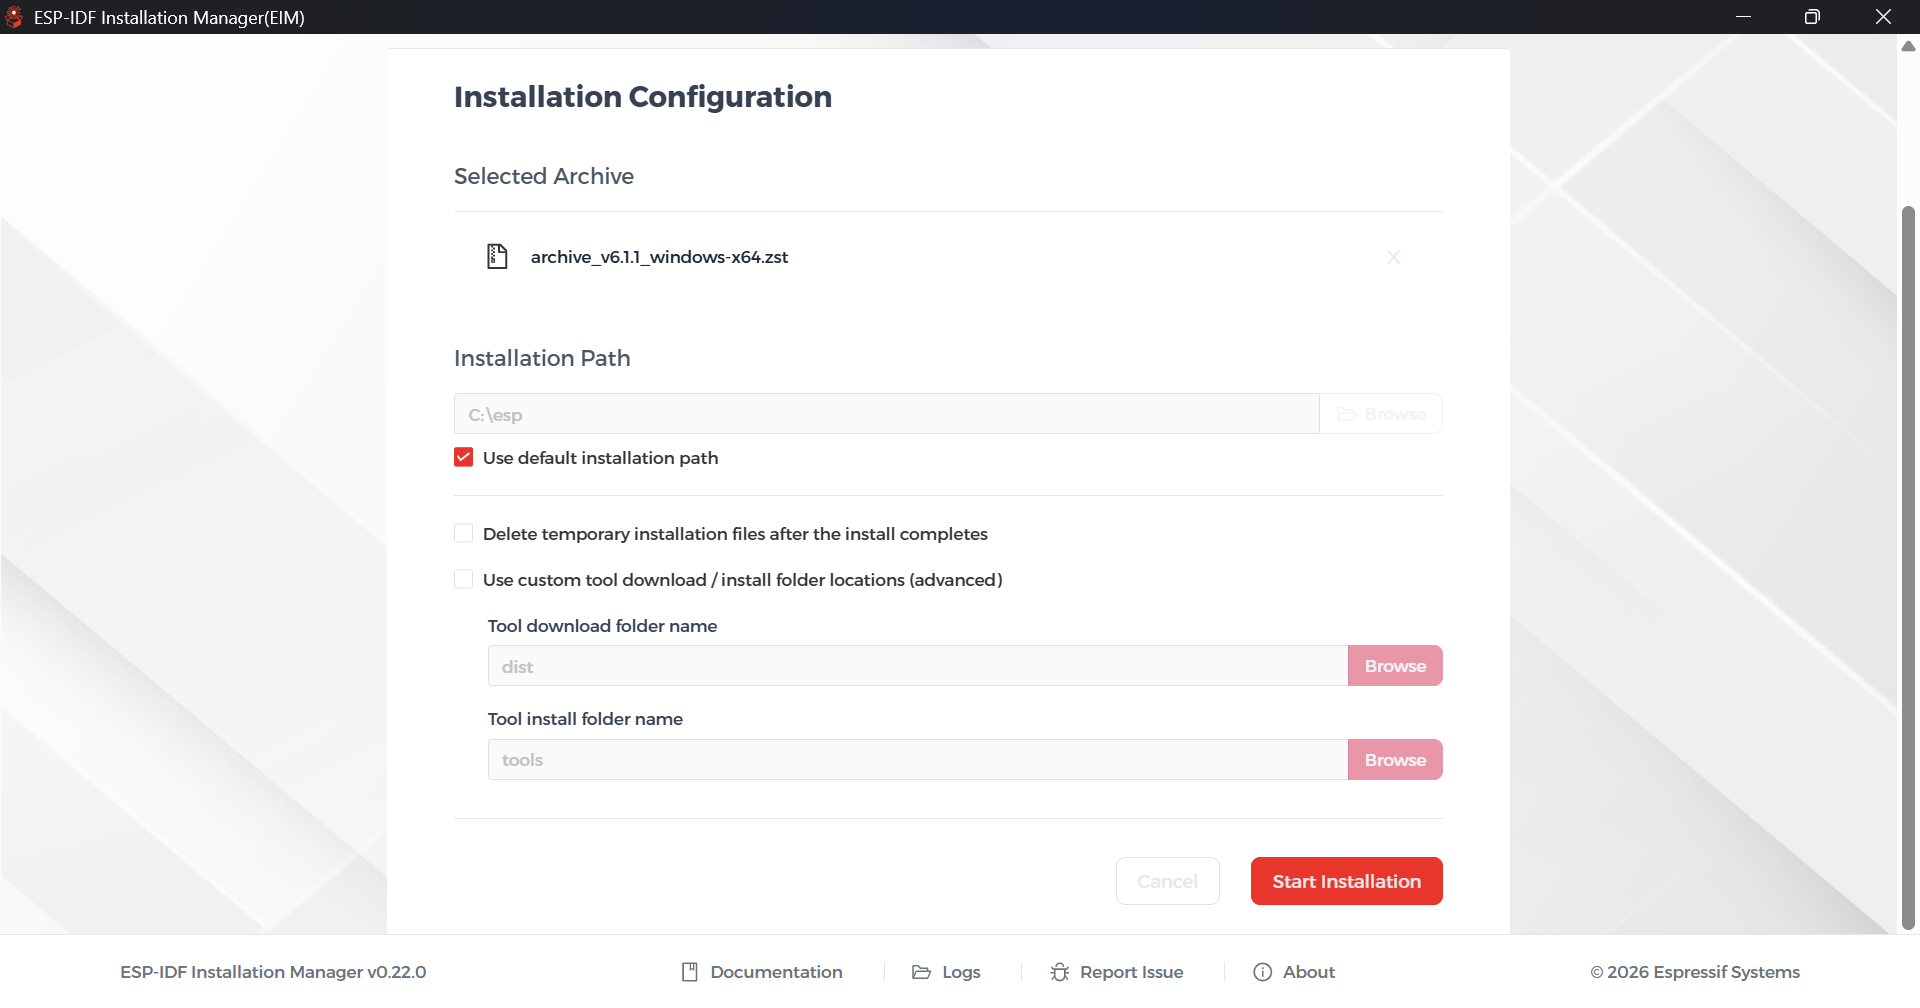 ESP-IDF Installation Manager(EIM)
Installation Configuration
Selected Archive
archive_v6.1.1_windows-x64.zst
Installation Path
C:\esp
Browse
Use default installation path
Delete temporary installation files after the install completes
Use custom tool download / install folder locations (advanced)
Tool download folder name
dist
Browse
Tool install folder name
tools
Browse
Cancel
Start Installation
ESP-IDF Installation Manager v0.22.0
Documentation
Logs
Report Issue
About
© 2026 Espressif Systems